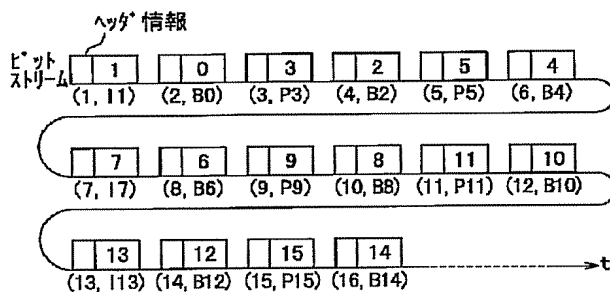 ヘッダ情報
ビット
ストリーム
1 0 3 2 5 4
(1, I1) (2, B0) (3, P3) (4, B2) (5, P5) (6, B4)
7 6 9 8 11 10
(7, I7) (8, B6) (9, P9) (10, B8) (11, P11) (12, B10)
13 12 15 14
t
(13, I13) (14, B12) (15, P15) (16, B14)